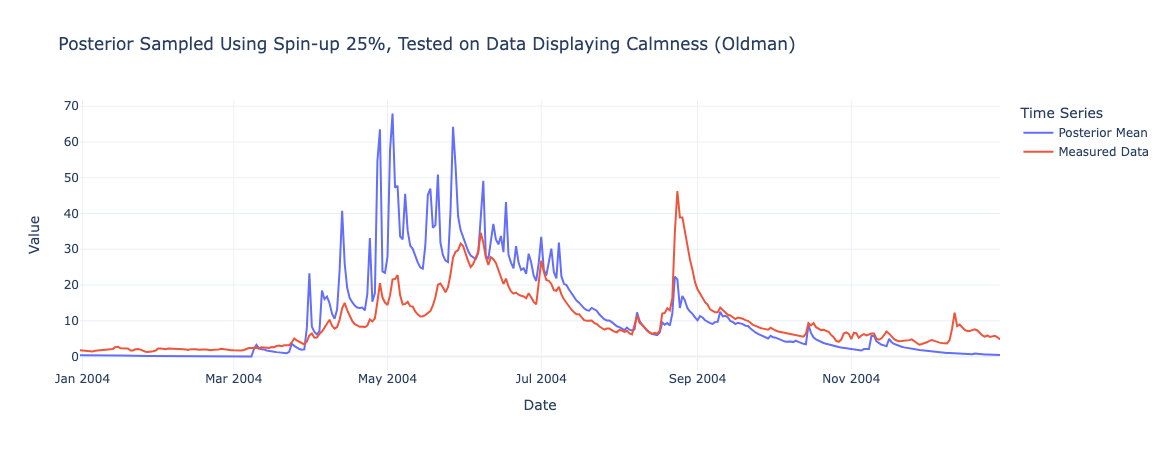 Posterior Sampled Using Spin-up 25%, Tested on Data Displaying Calmness (Oldman)
Time Series
Posterior Mean
Measured Data
Value
70
60
50
40
30
20
10
0
Jan 2004
Mar 2004
May 2004
Jul 2004
Sep 2004
Nov 2004
Date